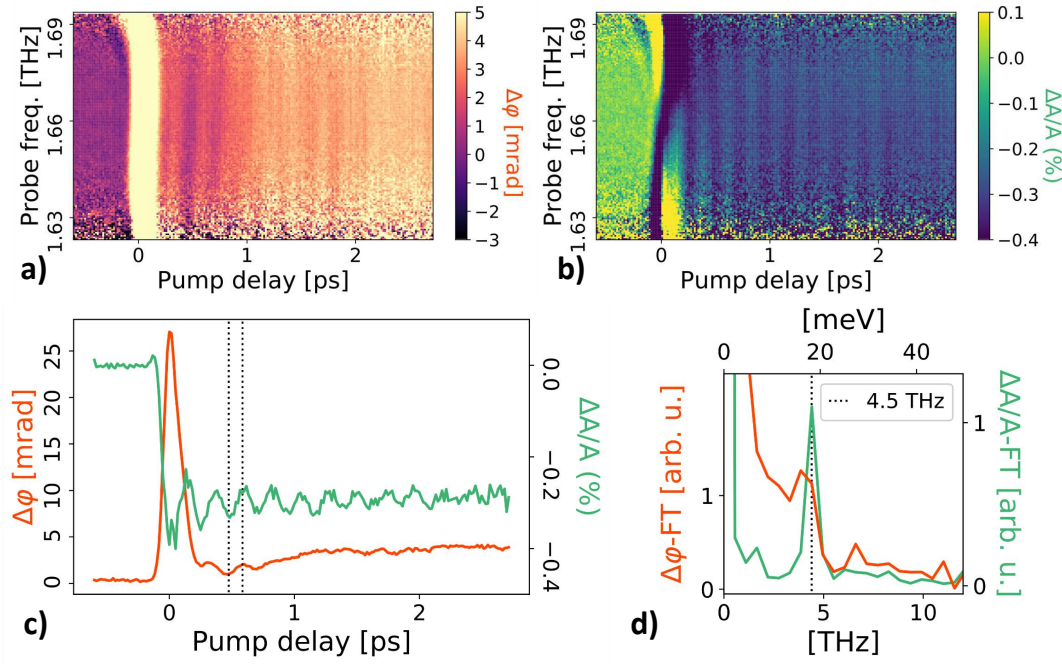 1.69
1.66
1.63
Probe freq. [THz]
0
1
2
Pump delay [ps]
a)
5
4
3
2
1
0
−1
−2
−3
Δφ [mrad]
1.69
1.66
1.63
Probe freq. [THz]
0
1
2
Pump delay [ps]
b)
0.1
0.0
−0.1
−0.2
−0.3
−0.4
ΔA/A (%)
25
20
15
10
5
0
Δφ [mrad]
0.0
−0.2
−0.4
ΔA/A (%)
0
1
2
Pump delay [ps]
c)
[meV]
0
20
40
4.5 THz
1
0
Δφ-FT [arb. u.]
1
0
ΔA/A-FT
[arb. u.]
0
5
10
[THz]
d)